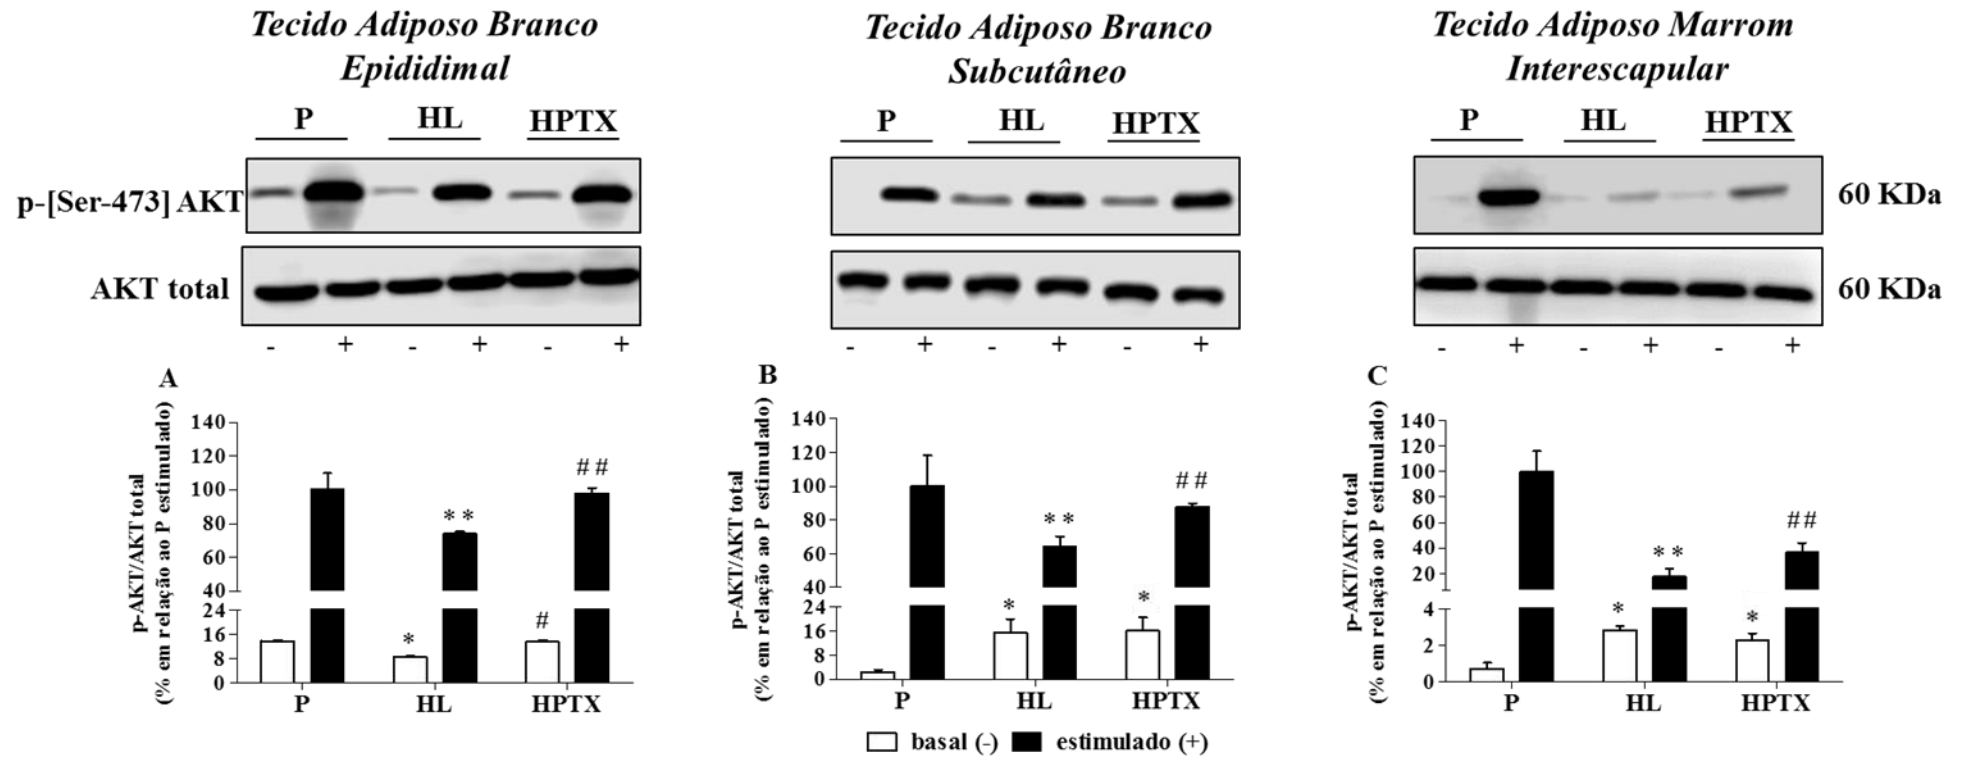 Tecido Adiposo Branco
Epididimal
Tecido Adiposo Branco
Subcutâneo
Tecido Adiposo Marrom
Interescapular
P HL HPTX
P HL HPTX
P HL HPTX
p-[Ser-473] AKT
60 KDa
AKT total
60 KDa
- + - + - +
- + - + - +
- + - + - +
A
p-AKT/AKT total
(% em relação ao P estimulado)
140
120
100
80
60
40
24
16
8
0
* ** # ##
P HL HPTX
B
p-AKT/AKT total
(% em relação ao P estimulado)
140
120
100
80
60
40
24
16
8
0
* ** * ##
P HL HPTX
C
p-AKT/AKT total
(% em relação ao P estimulado)
140
120
100
80
60
40
20
4
2
0
* ** * ##
P HL HPTX
basal (-) estimulado (+)